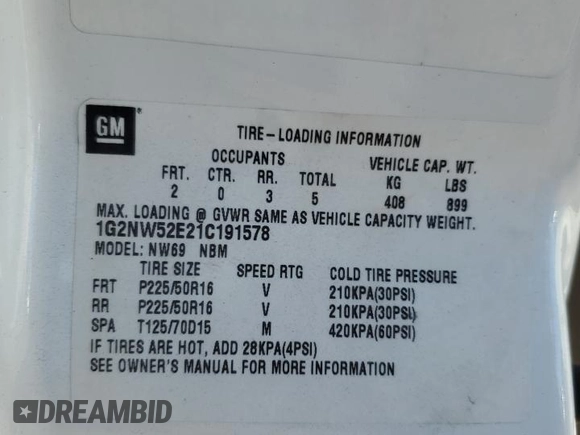 GM
TIRE-LOADING INFORMATION
OCCUPANTS VEHICLE CAP. WT.
FRT. CTR. RR. TOTAL KG LBS
2 0 3 5 408 899
MAX. LOADING @ GVWR SAME AS VEHICLE CAPACITY WEIGHT.
1G2NW52E21C191578
MODEL: NW69 NBM
TIRE SIZE SPEED RTG COLD TIRE PRESSURE
FRT P225/50R16 V 210KPA(30PSI)
RR P225/50R16 V 210KPA(30PSI)
SPA T125/70D15 M 420KPA(60PSI)
IF TIRES ARE HOT, ADD 28KPA(4PSI)
SEE OWNER'S MANUAL FOR MORE INFORMATION
DREAMBID